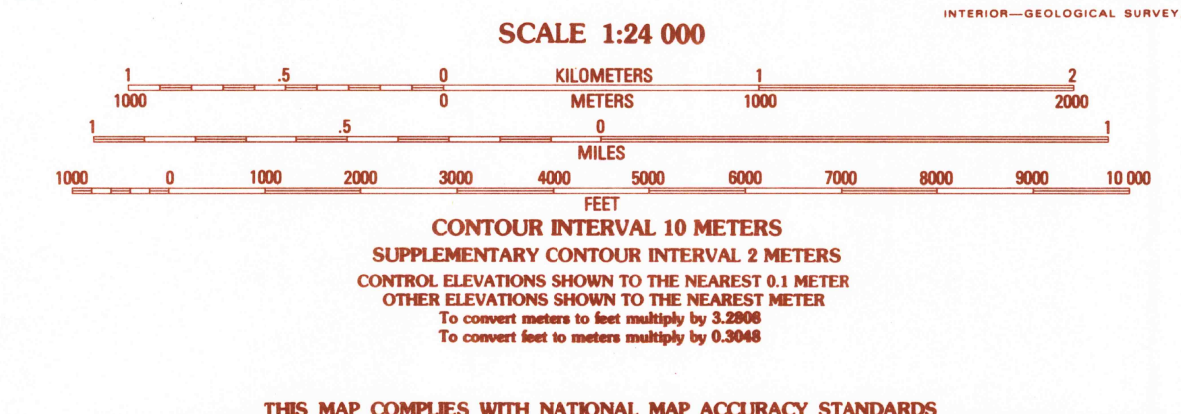 INTERIOR—GEOLOGICAL SURVEY
SCALE 1:24 000
1 .5 0 KILOMETERS 1 2
1000 0 METERS 1000 2000
1 .5 0 1
MILES
1000 0 1000 2000 3000 4000 5000 6000 7000 8000 9000 10 000
FEET
CONTOUR INTERVAL 10 METERS
SUPPLEMENTARY CONTOUR INTERVAL 2 METERS
CONTROL ELEVATIONS SHOWN TO THE NEAREST 0.1 METER
OTHER ELEVATIONS SHOWN TO THE NEAREST METER
To convert meters to feet multiply by 3.2808
To convert feet to meters multiply by 0.3048
THIS MAP COMPLIES WITH NATIONAL MAP ACCURACY STANDARDS